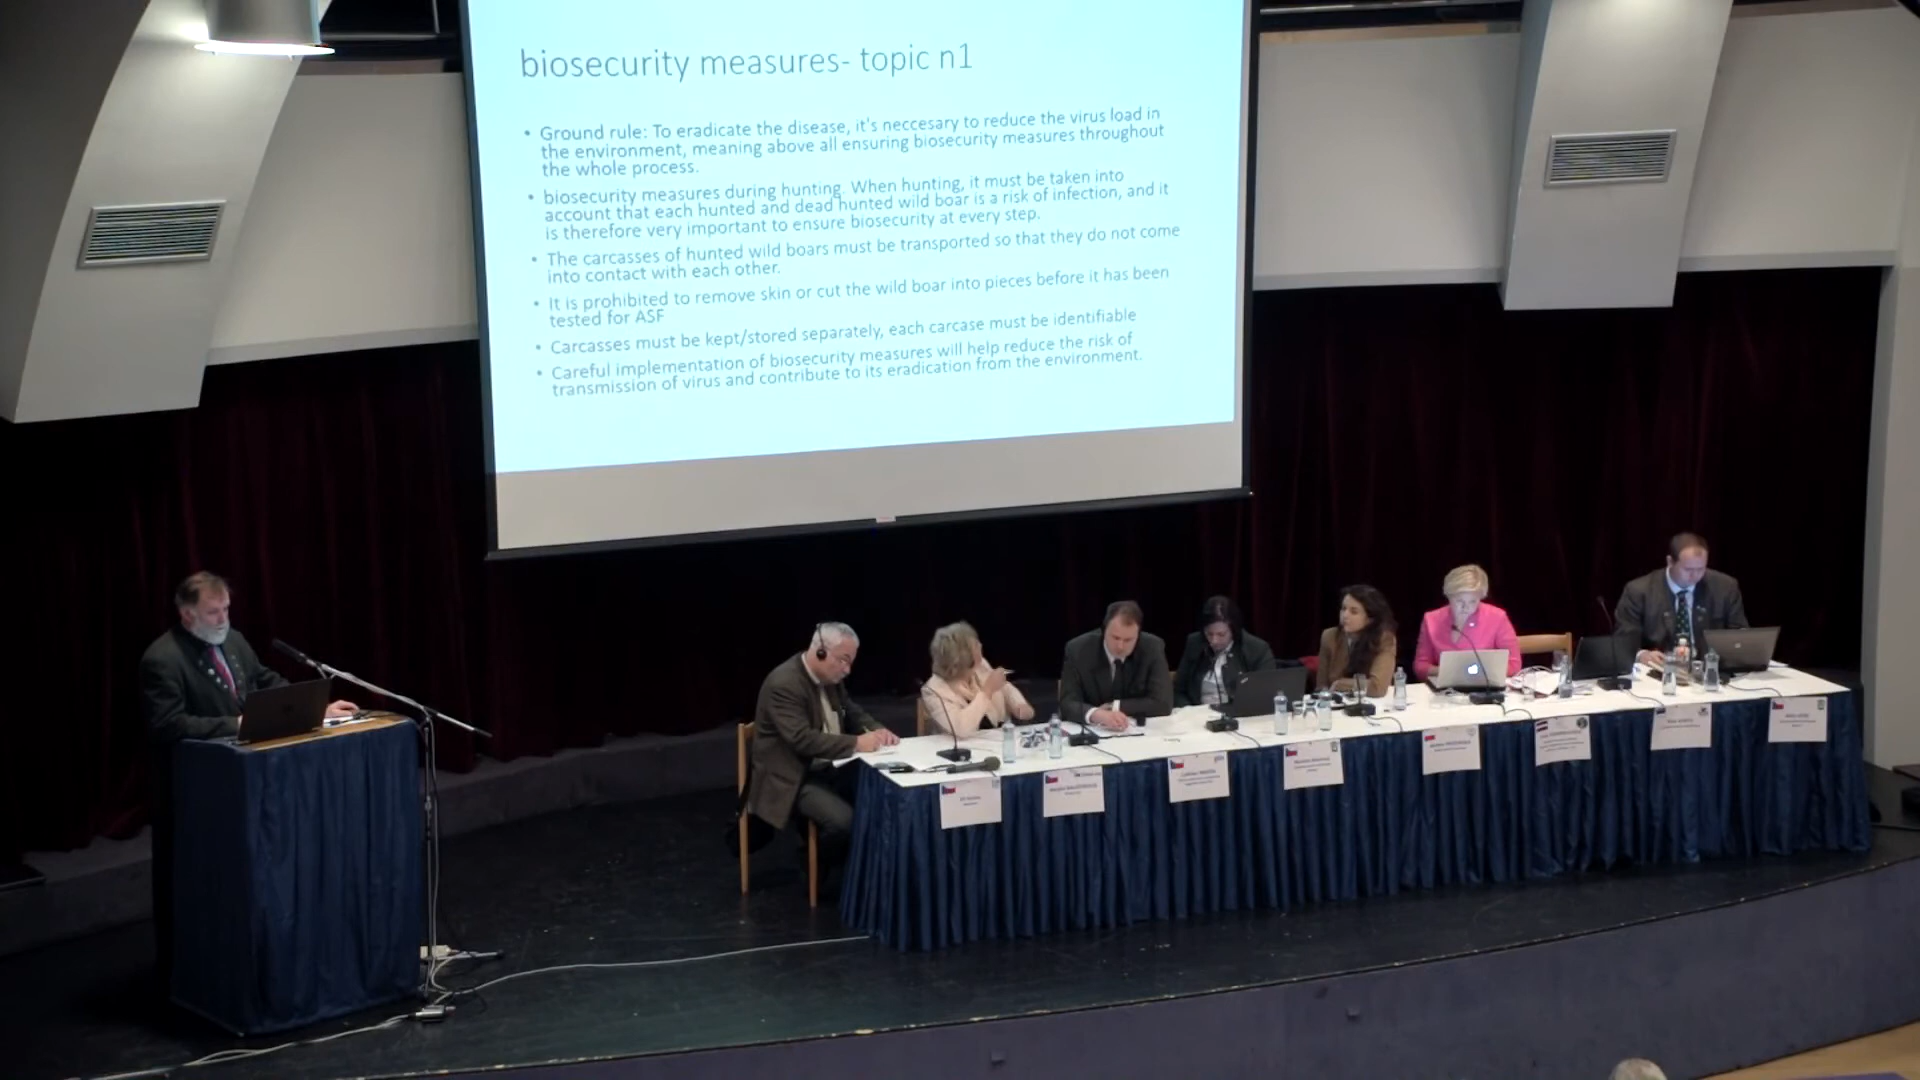 biosecurity measures- topic n1
• Ground rule: To eradicate the disease, it's neccesary to reduce the virus load in
the environment, meaning above all ensuring biosecurity measures throughout
the whole process.
• biosecurity measures during hunting. When hunting, it must be taken into
account that each hunted and dead hunted wild boar is a risk of infection, and it
is therefore very important to ensure biosecurity at every step.
• The carcasses of hunted wild boars must be transported so that they do not come
into contact with each other.
• It is prohibited to remove skin or cut the wild boar into pieces before it has been
tested for ASF
• Carcasses must be kept/stored separately, each carcase must be identifiable
• Careful implementation of biosecurity measures will help reduce the risk of
transmission of virus and contribute to its eradication from the environment.